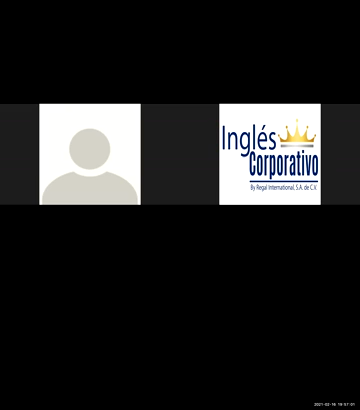 Inglés
Corporativo
By Regal International, S.A. de C.V.
2021-02-16 19:57:01